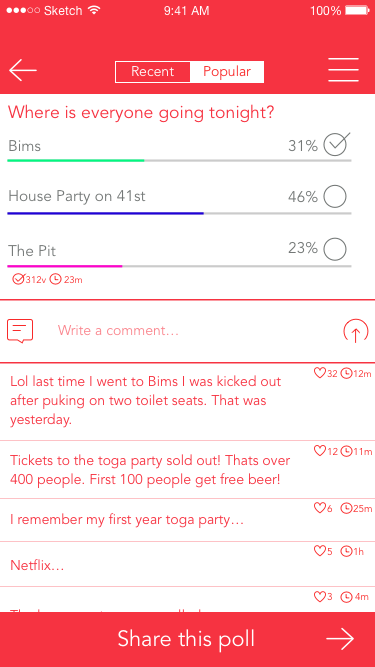 Sketch 9:41 AM 100%
Recent Popular
Where is everyone going tonight?
Bims 31%
House Party on 41st 46%
The Pit 23%
312v 23m
Write a comment...
32 12m
Lol last time I went to Bims I was kicked out
after puking on two toilet seats. That was
yesterday.
12 11m
Tickets to the toga party sold out! Thats over
400 people. First 100 people get free beer!
6 25m
I remember my first year toga party...
5 1h
Netflix...
3 4m
Share this poll